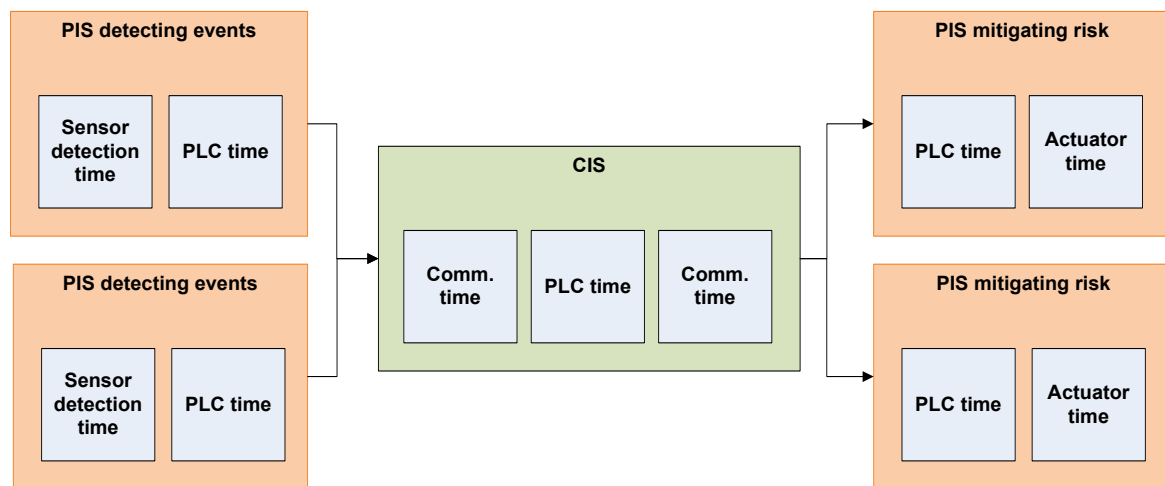 PIS detecting events
Sensor
detection
time
PLC time
PIS detecting events
Sensor
detection
time
PLC time
CIS
Comm.
time
PLC time
Comm.
time
PIS mitigating risk
PLC time
Actuator
time
PIS mitigating risk
PLC time
Actuator
time